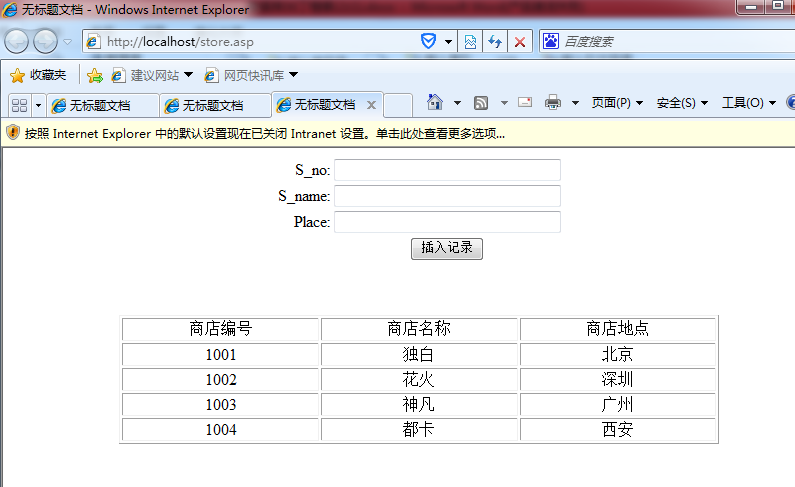 无标题文档 - Windows Internet Explorer
http://localhost/store.asp 百度搜索
收藏夹 建议网站 网页快讯库
无标题文档 无标题文档 无标题文档 页面(P) 安全(S) 工具(O)
按照 Internet Explorer 中的默认设置现在已关闭 Intranet 设置。单击此处查看更多选项...
S_no:
S_name:
Place:
插入记录
商店编号 商店名称 商店地点
1001 独白 北京
1002 花火 深圳
1003 神凡 广州
1004 都卡 西安